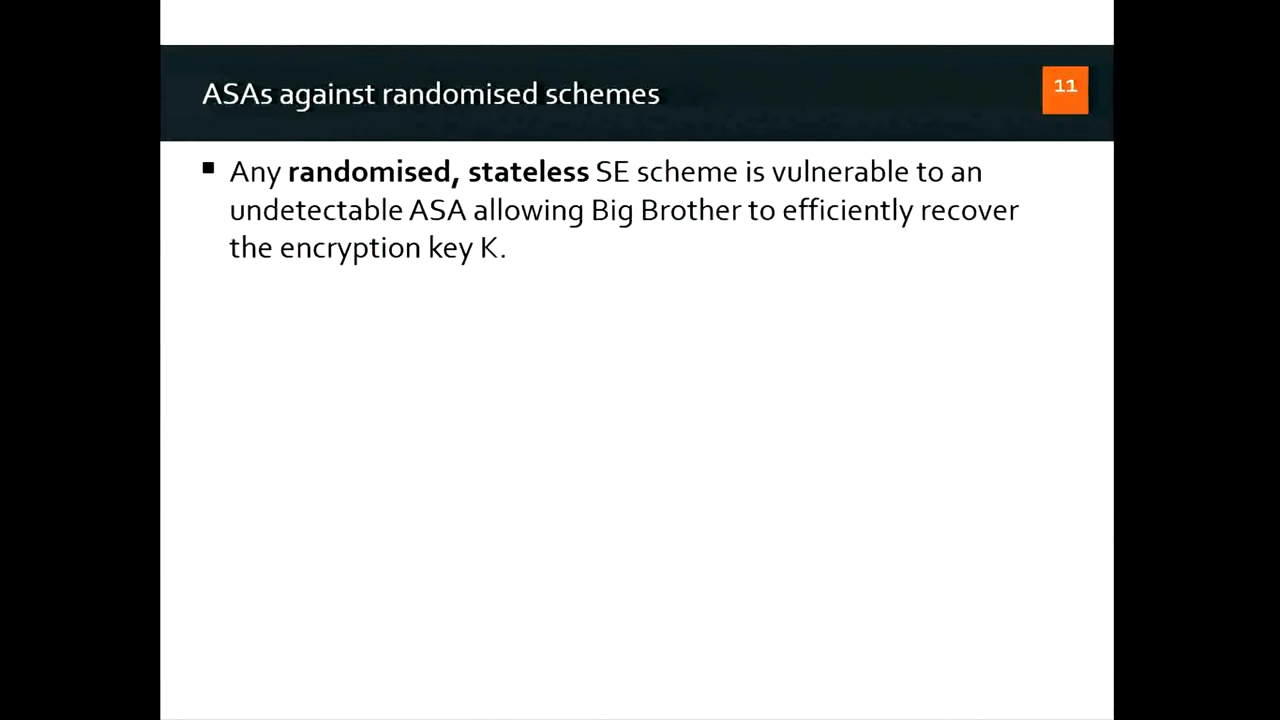 ASAs against randomised schemes
11
Any randomised, stateless SE scheme is vulnerable to an
undetectable ASA allowing Big Brother to efficiently recover
the encryption key K.